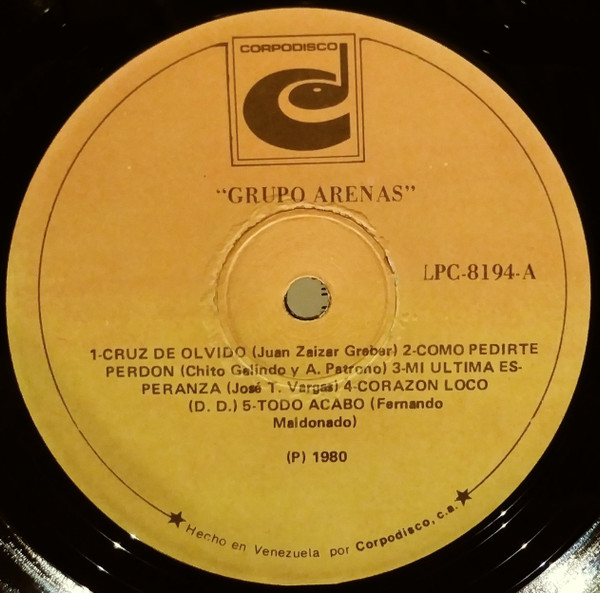 CORPODISCO
"GRUPO ARENAS"
LPC-8194-A
1-CRUZ DE OLVIDO (Juan Zaizar Greber) 2-COMO PEDIRTE
PERDON (Chito Galindo y A. Patrono) 3-MI ULTIMA ES-
PERANZA (José T. Vargas) 4-CORAZON LOCO
(D. D.) 5-TODO ACABO (Fernando
Maldonado)
(P) 1980
Hecho en Venezuela por Corpodisco, c.a.